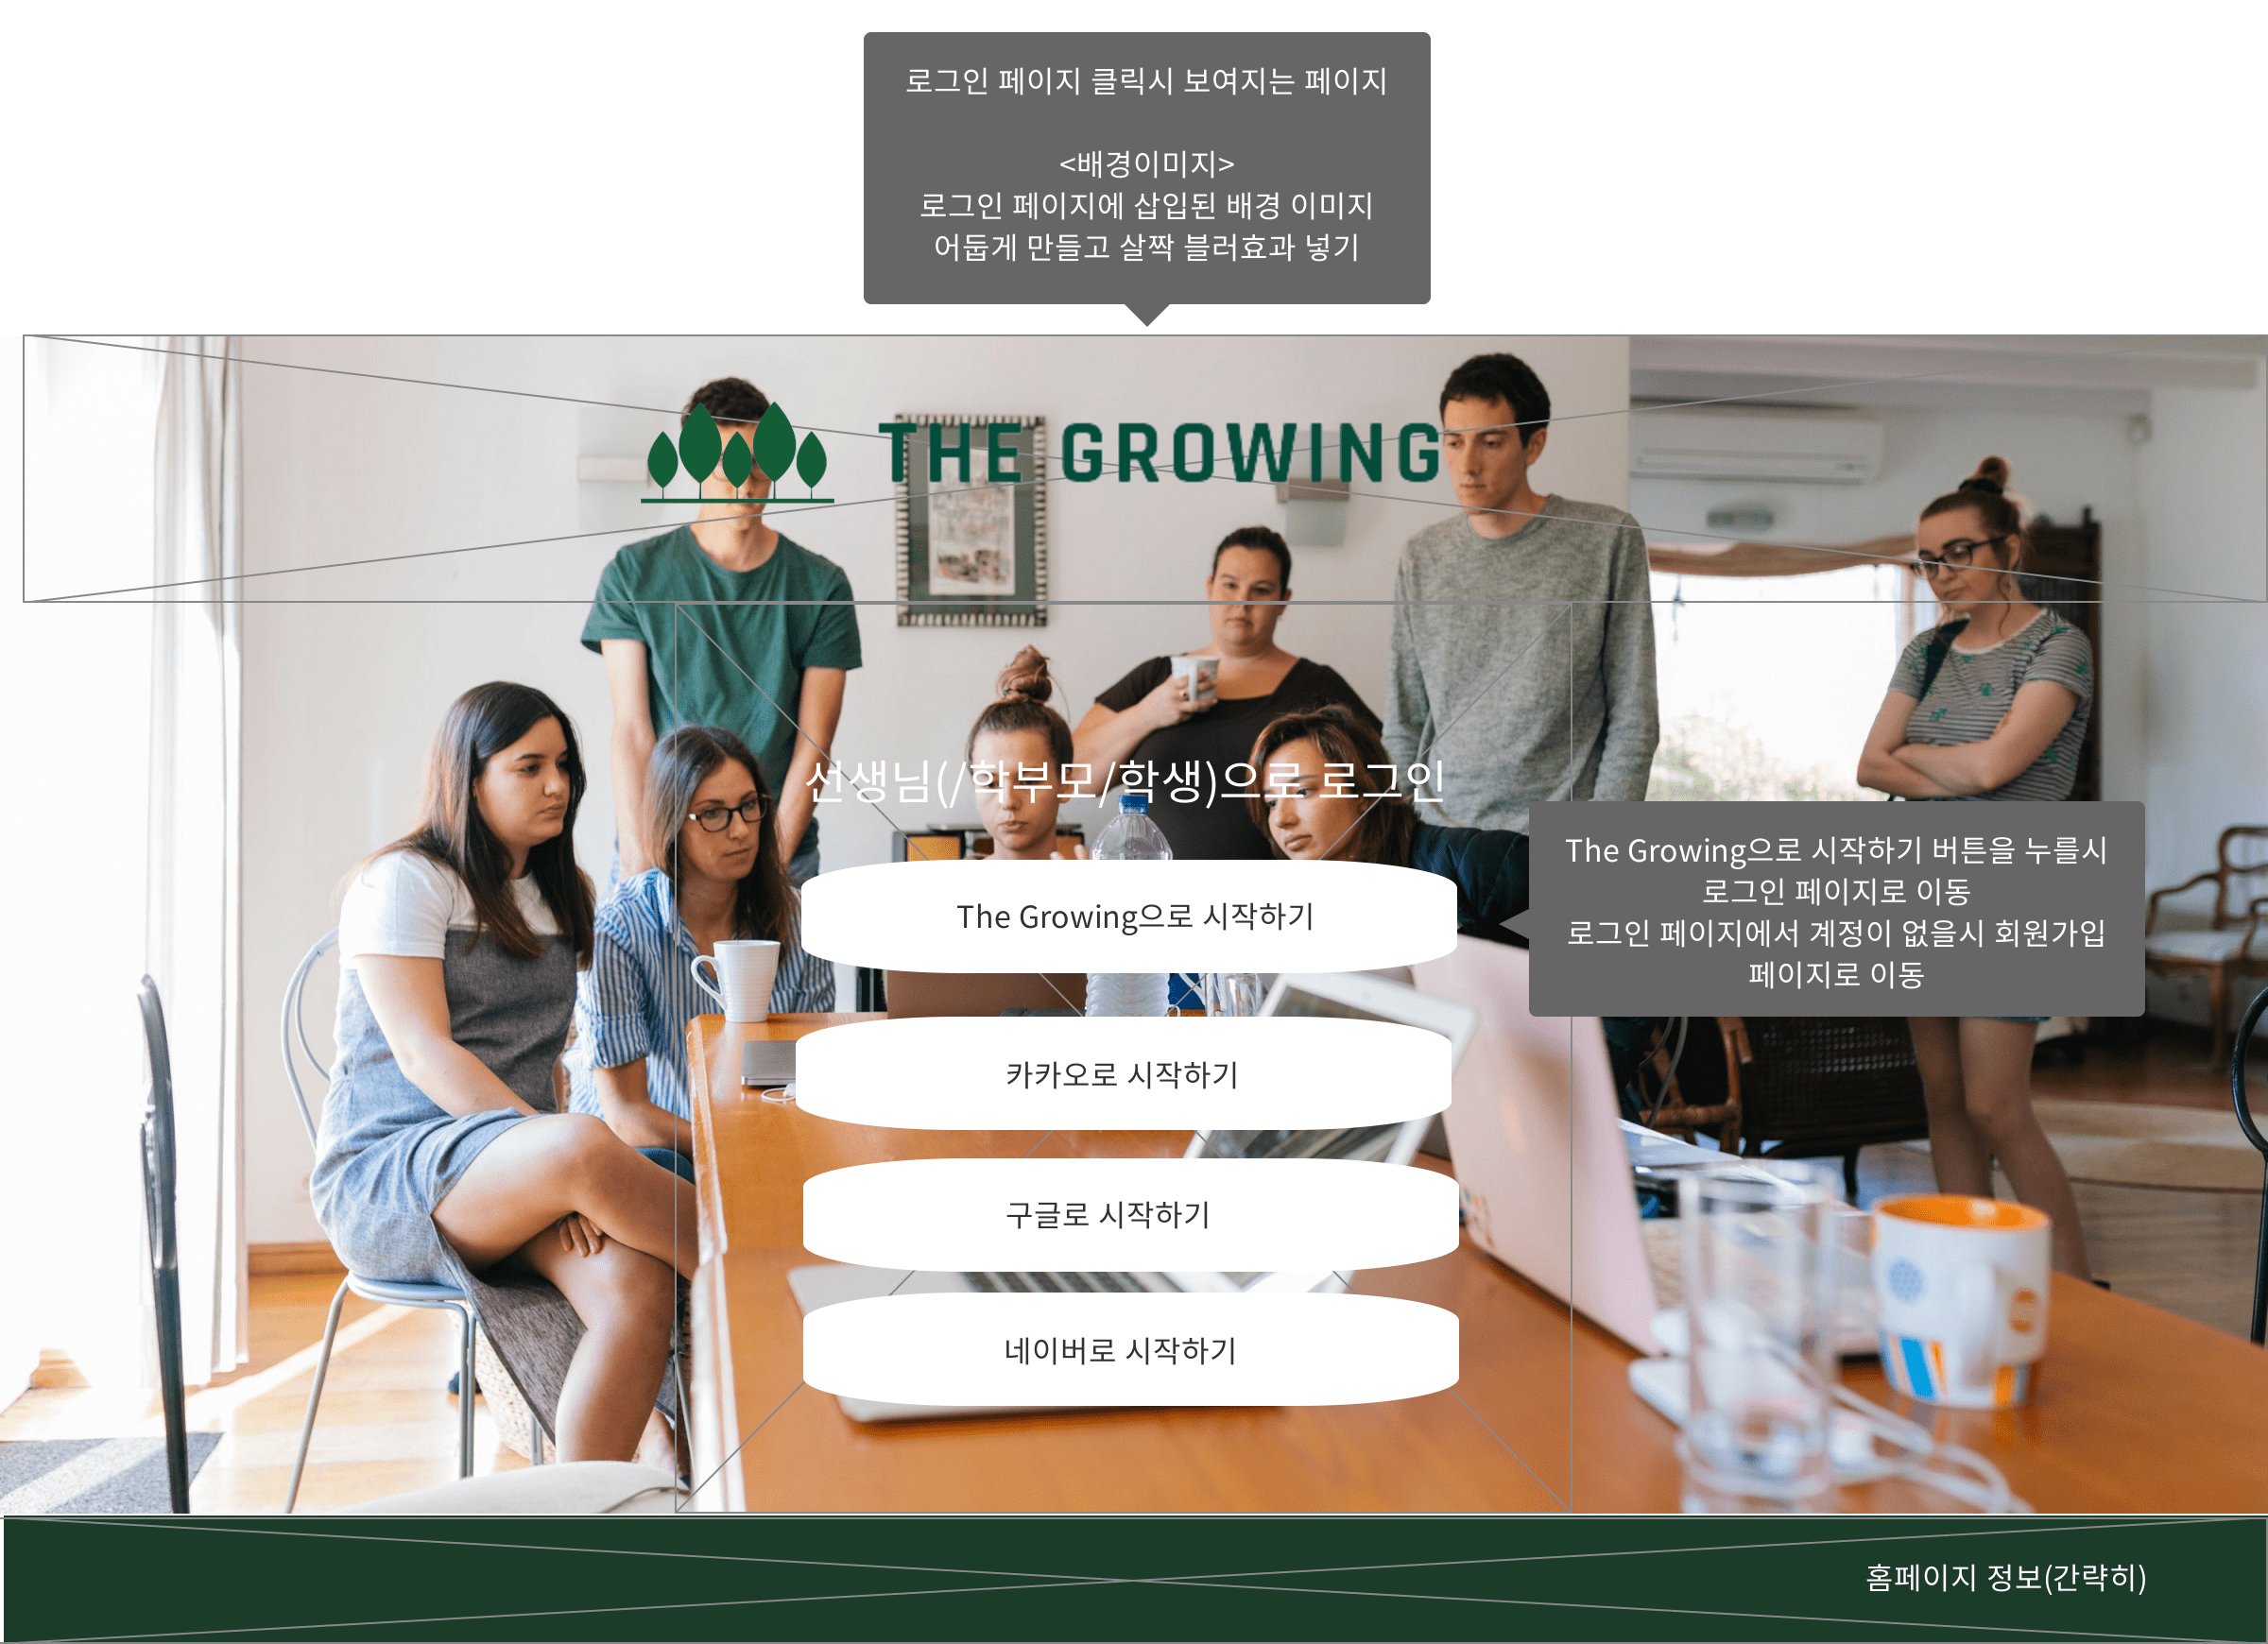 로그인 페이지 클릭시 보여지는 페이지
<배경이미지>
로그인 페이지에 삽입된 배경 이미지
어둡게 만들고 살짝 블러효과 넣기
THE GROWING
선생님(/학부모/학생)으로 로그인
The Growing으로 시작하기
The Growing으로 시작하기 버튼을 누를시
로그인 페이지로 이동
로그인 페이지에서 계정이 없을시 회원가입
페이지로 이동
카카오로 시작하기
구글로 시작하기
네이버로 시작하기
홈페이지 정보(간략히)